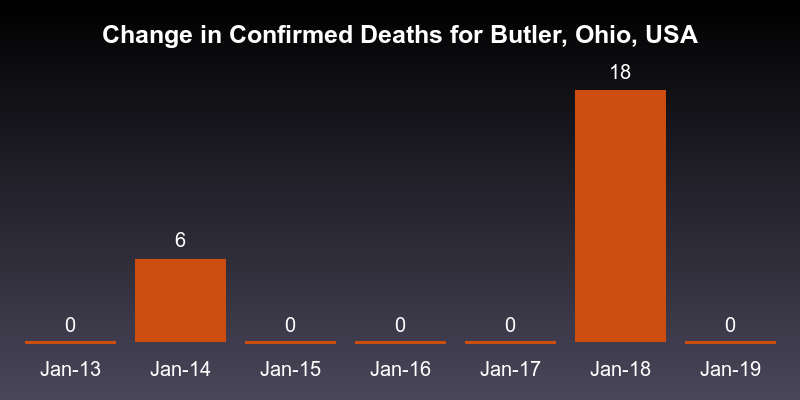 Change in Confirmed Deaths for Butler, Ohio, USA
18
6
0 0 0 0 0
Jan-13 Jan-14 Jan-15 Jan-16 Jan-17 Jan-18 Jan-19